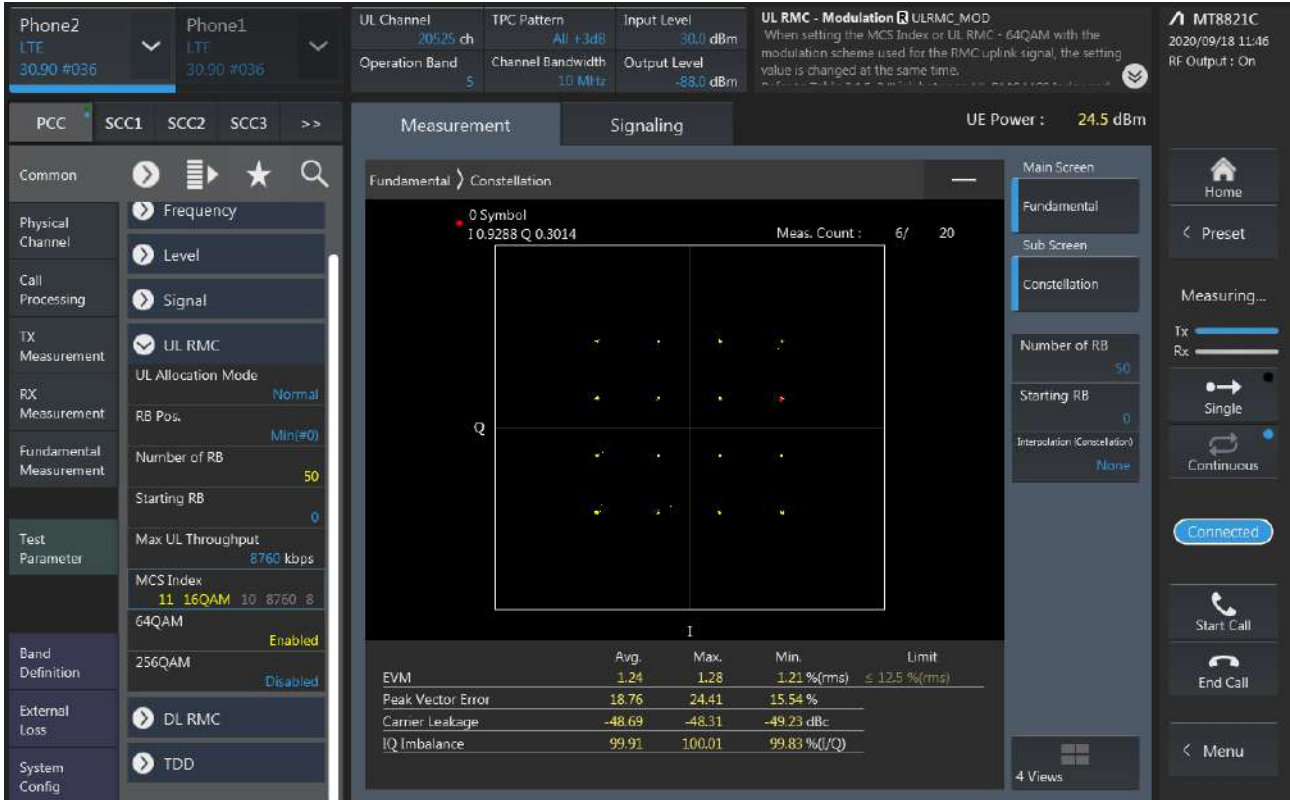 Phone2
LTE
30.90 #036
Phone1
LTE
30.90 #036
UL Channel
20525 ch
TPC Pattern
All +3dB
Input Level
30.0 dBm
Operation Band
5
Channel Bandwidth
10 MHz
Output Level
-88.0 dBm
UL RMC - Modulation R ULRMC_MOD
When setting the MCS Index or UL RMC - 64QAM with the
modulation scheme used for the RMC uplink signal, the setting
value is changed at the same time.
MT8821C
2020/09/18 11:46
RF Output : On
PCC SCC1 SCC2 SCC3 >>
Measurement
Signaling
UE Power : 24.5 dBm
Common
Physical
Channel
Call
Processing
TX
Measurement
RX
Measurement
Fundamental
Measurement
Test
Parameter
Band
Definition
External
Loss
System
Config
Frequency
Level
Signal
UL RMC
UL Allocation Mode
Normal
RB Pos.
Min(#0)
Number of RB
50
Starting RB
0
Max UL Throughput
8760 kbps
MCS Index
11 16QAM 10 8760 8
64QAM
Enabled
256QAM
Disabled
DL RMC
TDD
Fundamental > Constellation
0 Symbol
I 0.9288 Q 0.3014
Meas. Count : 6/ 20
Q
I
Avg. Max. Min. Limit
EVM 1.24 1.28 1.21 %(rms) ≤ 12.5 %(rms)
Peak Vector Error 18.76 24.41 15.54 %
Carrier Leakage -48.69 -48.31 -49.23 dBc
IQ Imbalance 99.91 100.01 99.83 %(I/Q)
Main Screen
Fundamental
Sub Screen
Constellation
Number of RB
50
Starting RB
0
Interpolation (Constellation)
None
4 Views
Home
< Preset
Measuring...
Tx
Rx
Single
Continuous
Connected
Start Call
End Call
< Menu